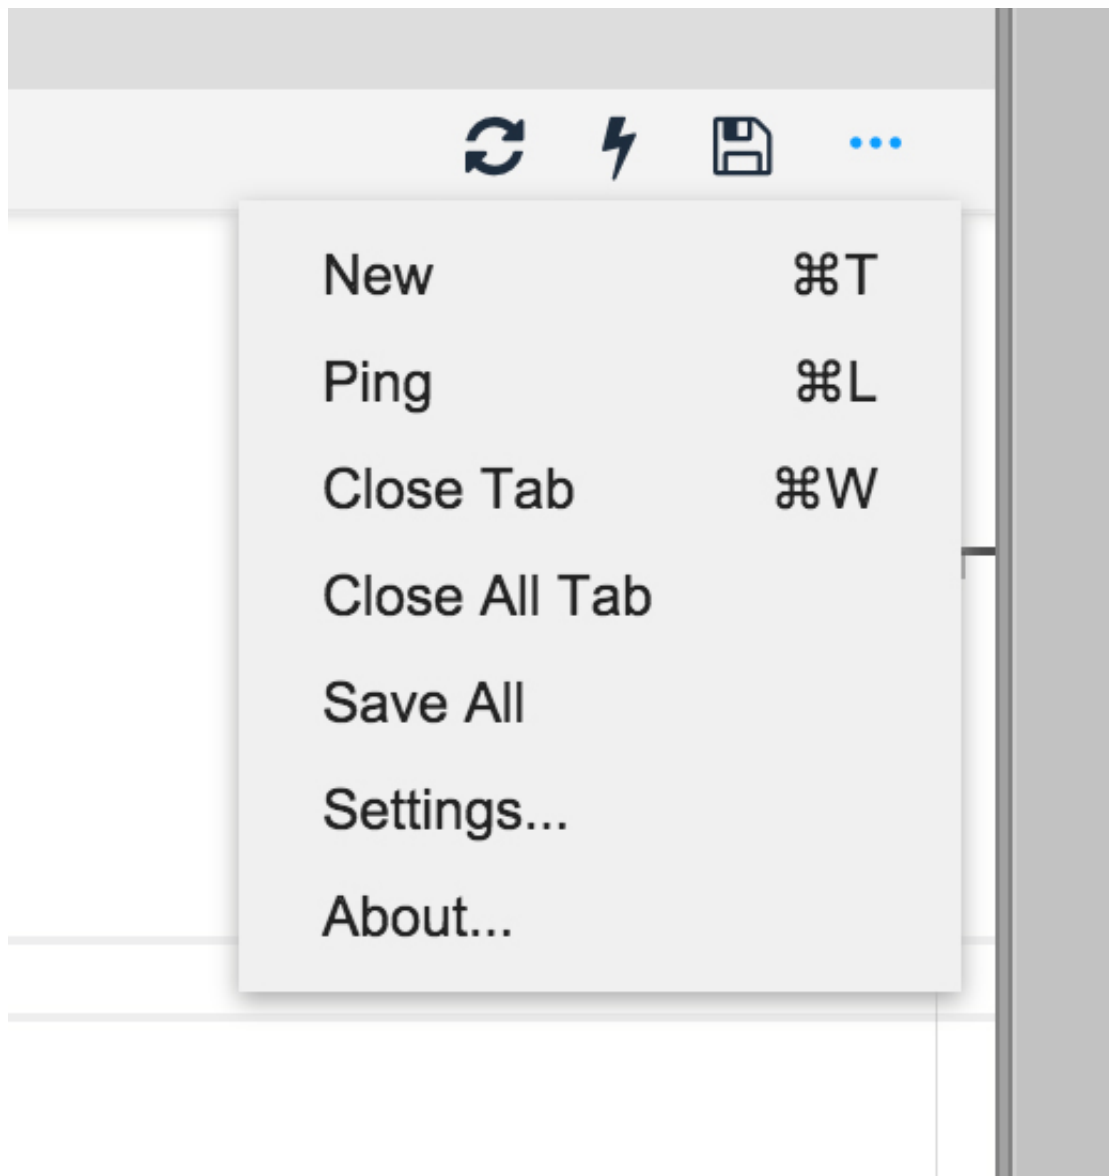 New ⌘T
Ping ⌘L
Close Tab ⌘W
Close All Tab
Save All
Settings...
About...